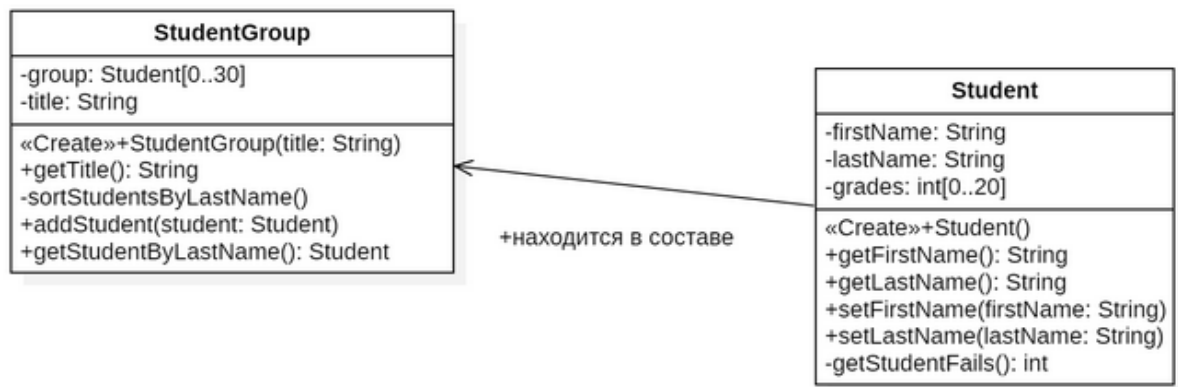 StudentGroup
-group: Student[0..30]
-title: String
«Create»+StudentGroup(title: String)
+getTitle(): String
-sortStudentsByLastName()
+addStudent(student: Student)
+getStudentByLastName(): Student
+находится в составе
Student
-firstName: String
-lastName: String
-grades: int[0..20]
«Create»+Student()
+getFirstName(): String
+getLastName(): String
+setFirstName(firstName: String)
+setLastName(lastName: String)
-getStudentFails(): int